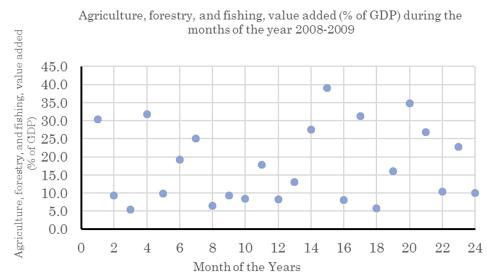 Agriculture, forestry, and fishing, value added (% of GDP) during the
months of the year 2008-2009
Agriculture, forestry, and fishing, value added
(% of GDP)
45.0
40.0
35.0
30.0
25.0
20.0
15.0
10.0
5.0
0.0
0 2 4 6 8 10 12 14 16 18 20 22 24
Month of the Years